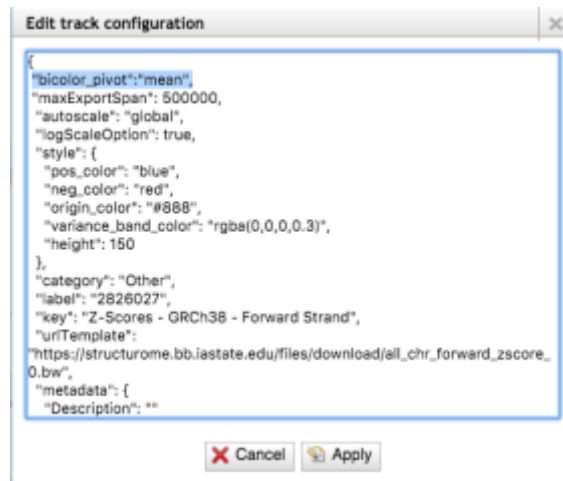 Edit track configuration
{
"bicolor_pivot":"mean",
"maxExportSpan": 500000,
"autoscale": "global",
"logScaleOption": true,
"style": {
"pos_color": "blue",
"neg_color": "red",
"origin_color": "#888",
"variance_band_color": "rgba(0,0,0,0.3)",
"height": 150
},
"category": "Other",
"label": "2826027",
"key": "Z-Scores - GRCh38 - Forward Strand",
"urlTemplate":
"https://structurome.bb.iastate.edu/files/download/all_chr_forward_zscore_
0.bw",
"metadata": {
"Description": ""
Cancel Apply